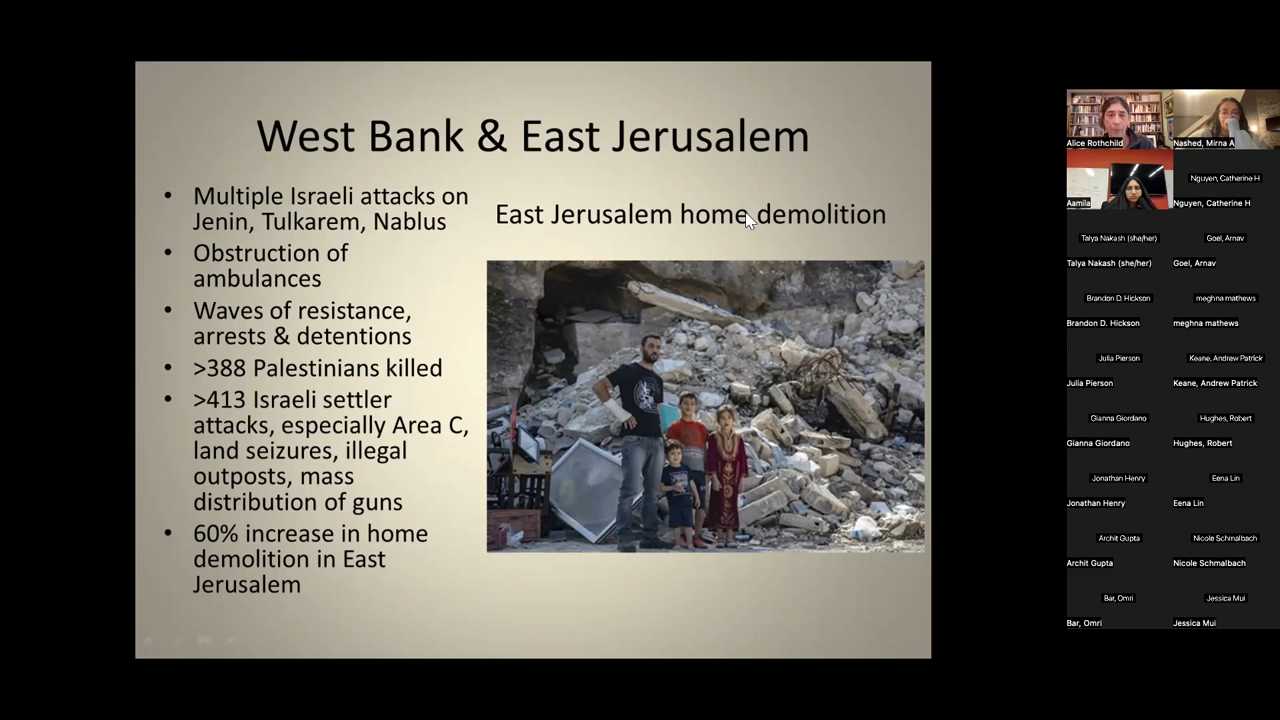 West Bank & East Jerusalem
• Multiple Israeli attacks on
Jenin, Tulkarem, Nablus
• Obstruction of
ambulances
• Waves of resistance,
arrests & detentions
• >388 Palestinians killed
• >413 Israeli settler
attacks, especially Area C,
land seizures, illegal
outposts, mass
distribution of guns
• 60% increase in home
demolition in East
Jerusalem
East Jerusalem home demolition
Alice Rothchild
Nashed, Mirna A
Aamila
Nguyen, Catherine H
Nguyen, Catherine H
Talya Nakash (she/her)
Goel, Arnav
Talya Nakash (she/her)
Goel, Arnav
Brandon D. Hickson
meghna mathews
Brandon D. Hickson
meghna mathews
Julia Pierson
Keane, Andrew Patrick
Julia Pierson
Keane, Andrew Patrick
Gianna Giordano
Hughes, Robert
Gianna Giordano
Hughes, Robert
Jonathan Henry
Eena Lin
Jonathan Henry
Eena Lin
Archit Gupta
Nicole Schmalbach
Archit Gupta
Nicole Schmalbach
Bar, Omri
Jessica Mui
Bar, Omri
Jessica Mui